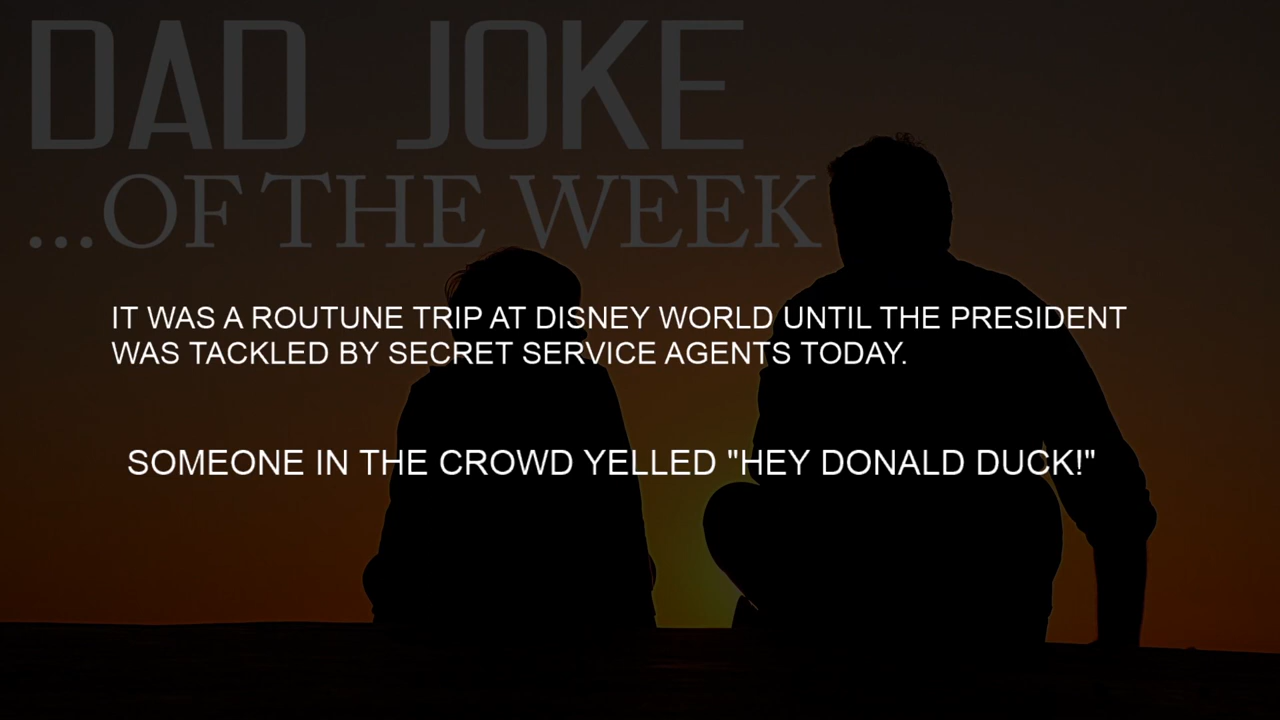 DAD JOKE
...OF THE WEEK
IT WAS A ROUTUNE TRIP AT DISNEY WORLD UNTIL THE PRESIDENT
WAS TACKLED BY SECRET SERVICE AGENTS TODAY.
SOMEONE IN THE CROWD YELLED "HEY DONALD DUCK!"